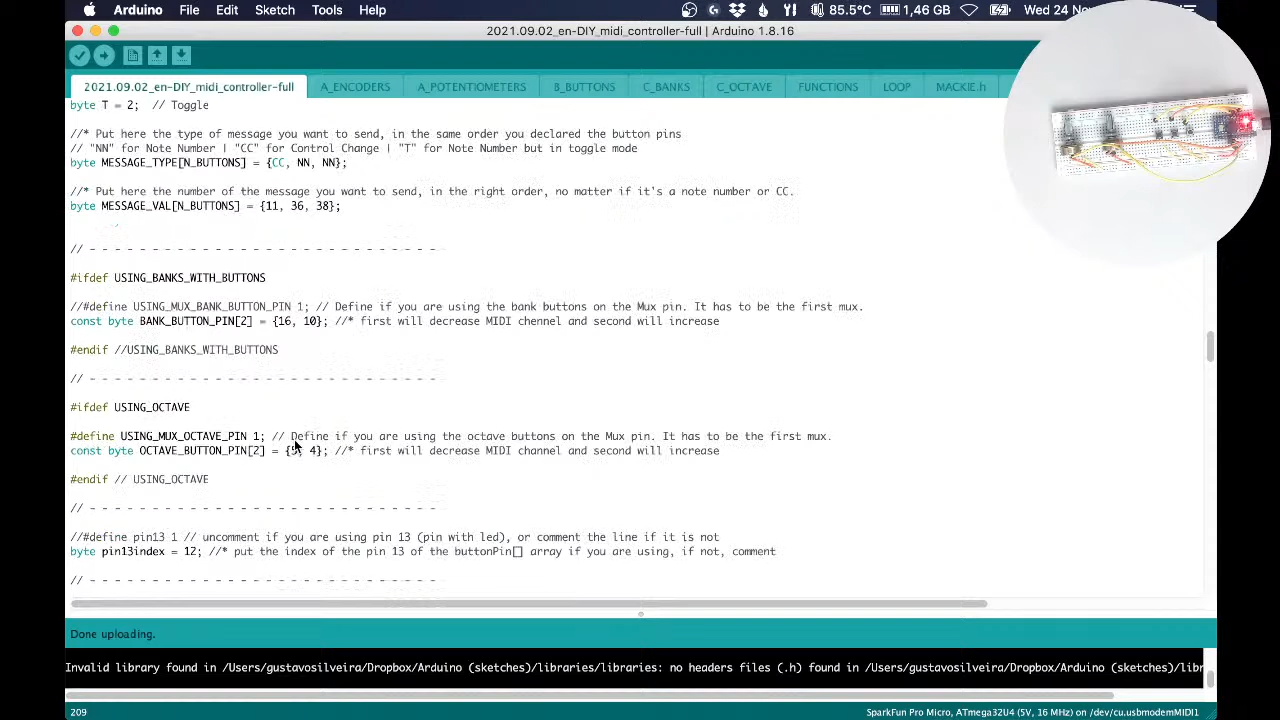 Arduino File Edit Sketch Tools Help 85.5°C 1,46 GB Wed 24 No
2021.09.02_en-DIY_midi_controller-full | Arduino 1.8.16
2021.09.02_en-DIY_midi_controller-full A_ENCODERS A_POTENTIOMETERS B_BUTTONS C_BANKS C_OCTAVE FUNCTIONS LOOP MACKIE.h
byte T = 2; // Toggle
//* Put here the type of message you want to send, in the same order you declared the button pins
// "NN" for Note Number | "CC" for Control Change | "T" for Note Number but in toggle mode
byte MESSAGE_TYPE[N_BUTTONS] = {CC, NN, NN};
//* Put here the number of the message you want to send, in the right order, no matter if it's a note number or CC.
byte MESSAGE_VAL[N_BUTTONS] = {11, 36, 38};
// - - - - - - - - - - - - - - - - - - - - - - - - - - - -
#ifdef USING_BANKS_WITH_BUTTONS
//#define USING_MUX_BANK_BUTTON_PIN 1; // Define if you are using the bank buttons on the Mux pin. It has to be the first mux.
const byte BANK_BUTTON_PIN[2] = {16, 10}; //* first will decrease MIDI channel and second will increase
#endif //USING_BANKS_WITH_BUTTONS
// - - - - - - - - - - - - - - - - - - - - - - - - - - - -
#ifdef USING_OCTAVE
#define USING_MUX_OCTAVE_PIN 1; // Define if you are using the octave buttons on the Mux pin. It has to be the first mux.
const byte OCTAVE_BUTTON_PIN[2] = 4}; //* first will decrease MIDI channel and second will increase
#endif // USING_OCTAVE
// - - - - - - - - - - - - - - - - - - - - - - - - - - - -
//#define pin13 1 // uncomment if you are using pin 13 (pin with led), or comment the line if it is not
byte pin13index = 12; //* put the index of the pin 13 of the buttonPin[] array if you are using, if not, comment
// - - - - - - - - - - - - - - - - - - - - - - - - - - - -
Done uploading.
Invalid library found in /Users/gustavosilveira/Dropbox/Arduino (sketches)/libraries/libraries: no headers files (.h) found in /Users/gustavosilveira/Dropbox/Arduino (sketches)/libr
209 SparkFun Pro Micro, ATmega32U4 (5V, 16 MHz) on /dev/cu.usbmodemMIDI1